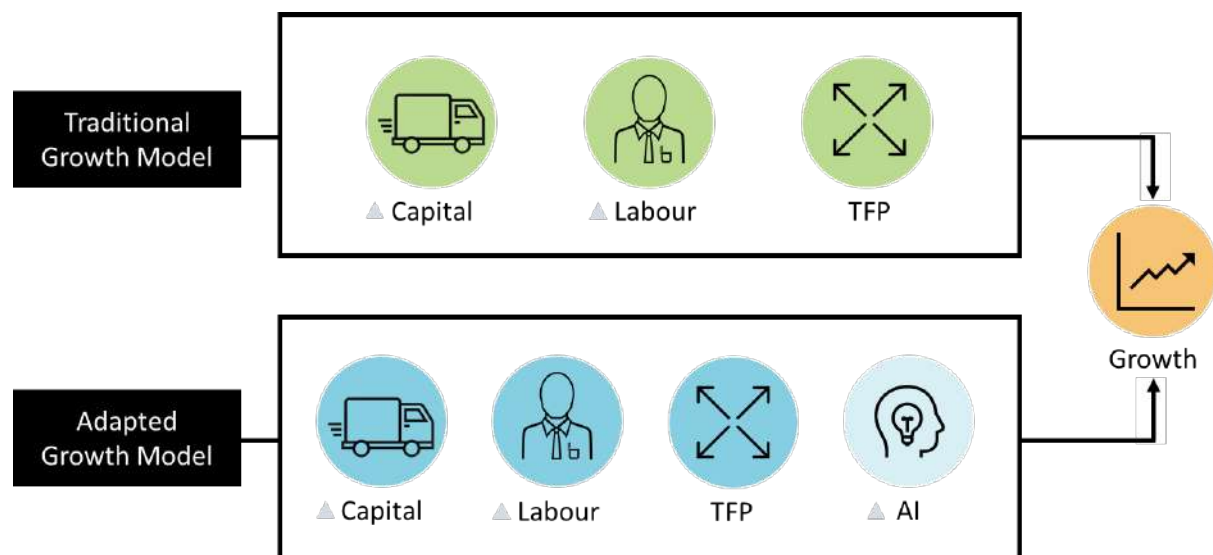 Traditional
Growth Model
Capital
Labour
TFP
Growth
Adapted
Growth Model
Capital
Labour
TFP
AI